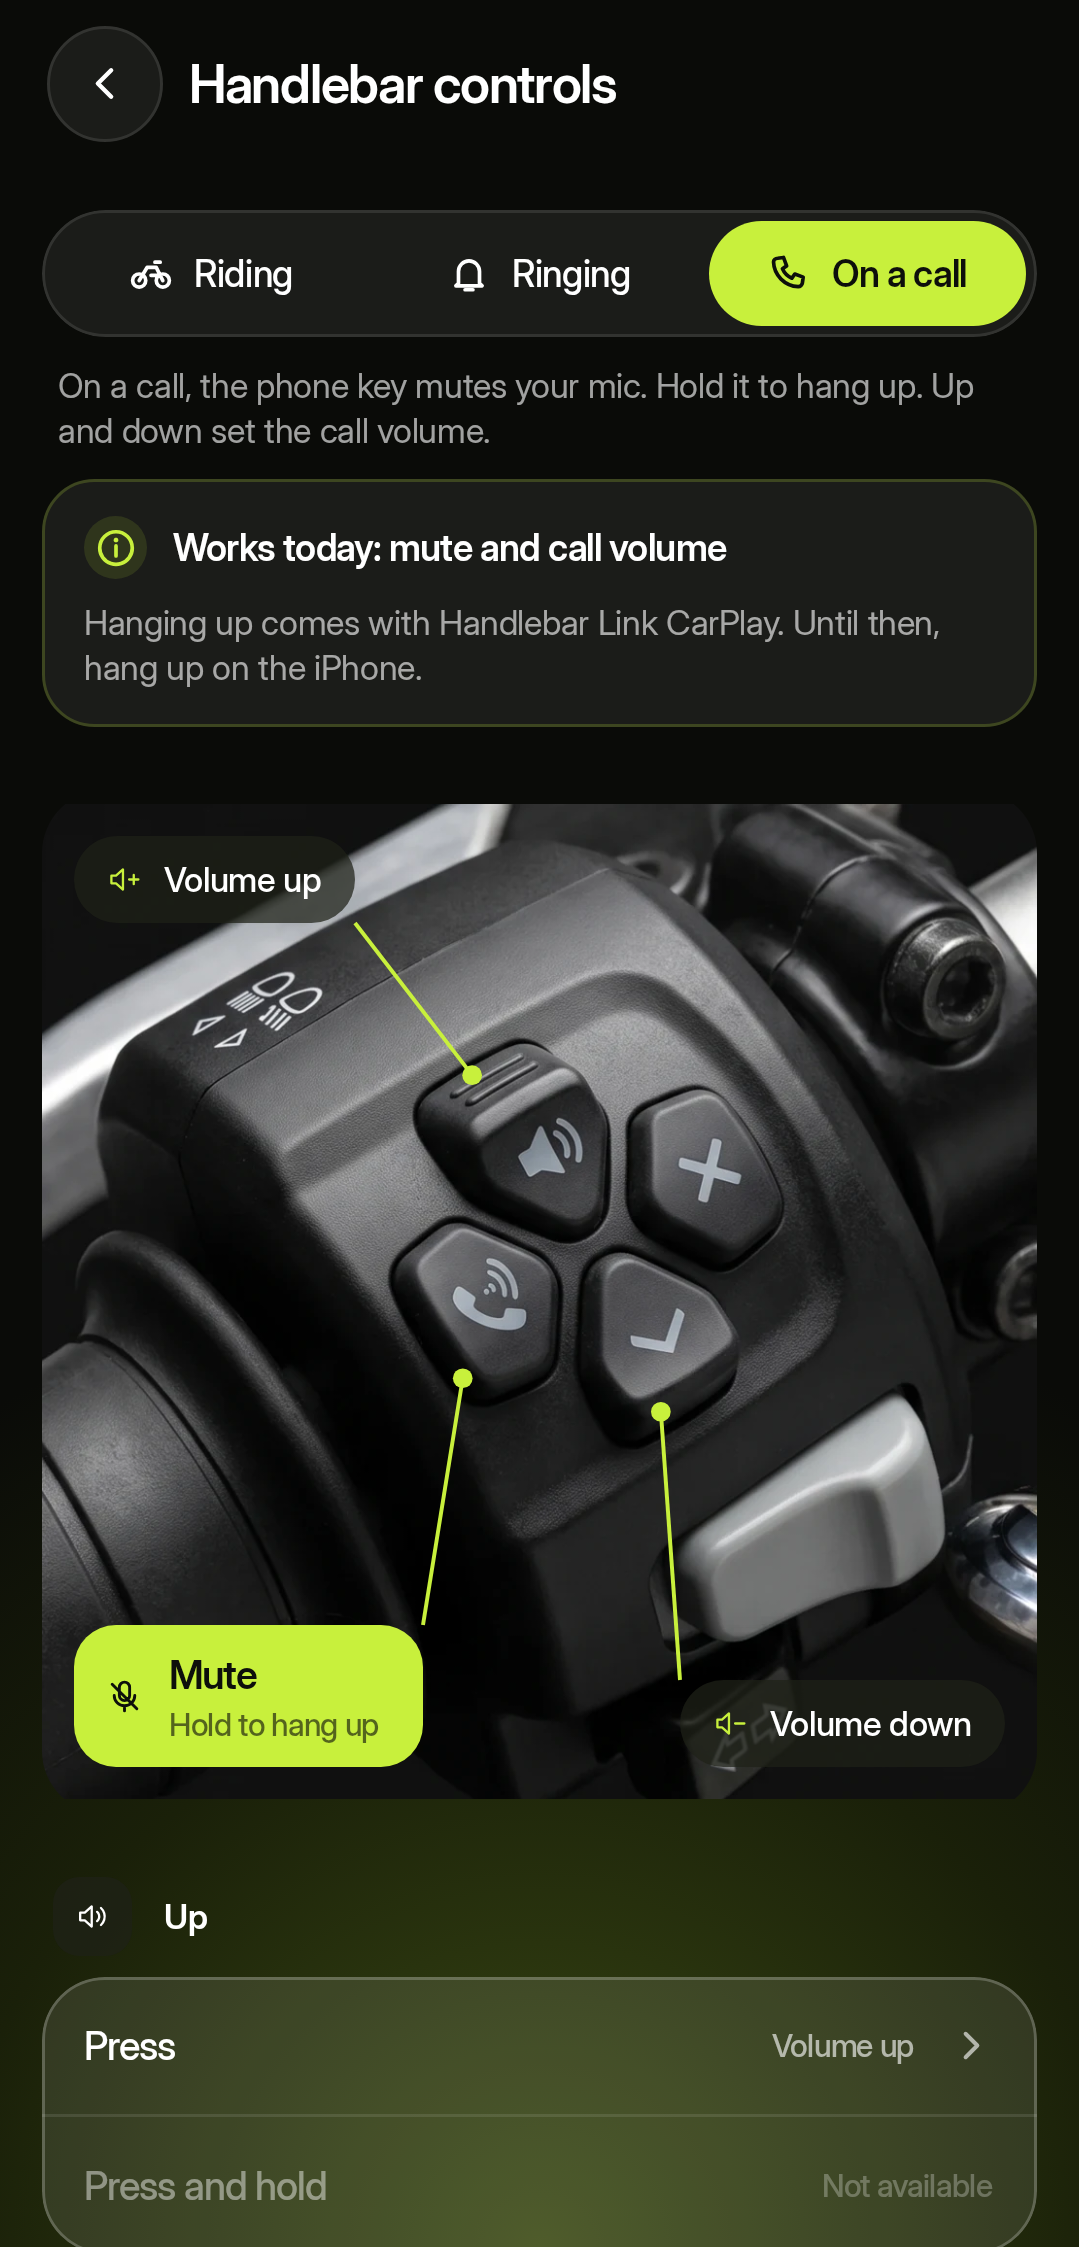 Handlebar controls
Riding
Ringing
On a call
On a call, the phone key mutes your mic. Hold it to hang up. Up
and down set the call volume.
Works today: mute and call volume
Hanging up comes with Handlebar Link CarPlay. Until then,
hang up on the iPhone.
Volume up
Mute
Hold to hang up
Volume down
Up
Press
Volume up
Press and hold
Not available